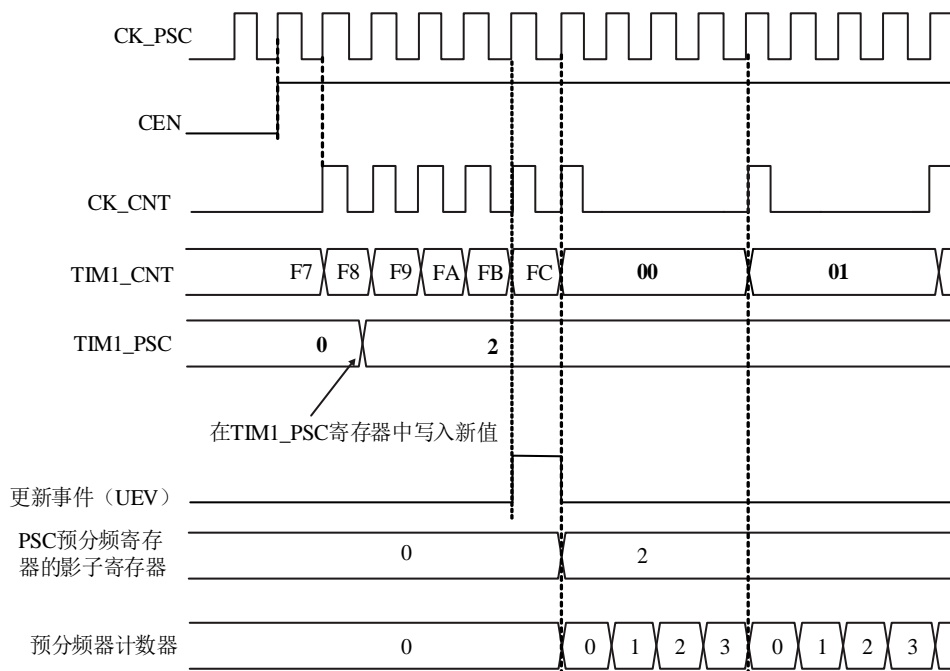 CK_PSC
CEN
CK_CNT
TIM1_CNT F7 F8 F9 FA FB FC 00 01
TIM1_PSC 0 2
在TIM1_PSC寄存器中写入新值
更新事件（UEV）
PSC预分频寄存
器的影子寄存器 0 2
预分频器计数器 0 0 1 2 3 0 1 2 3